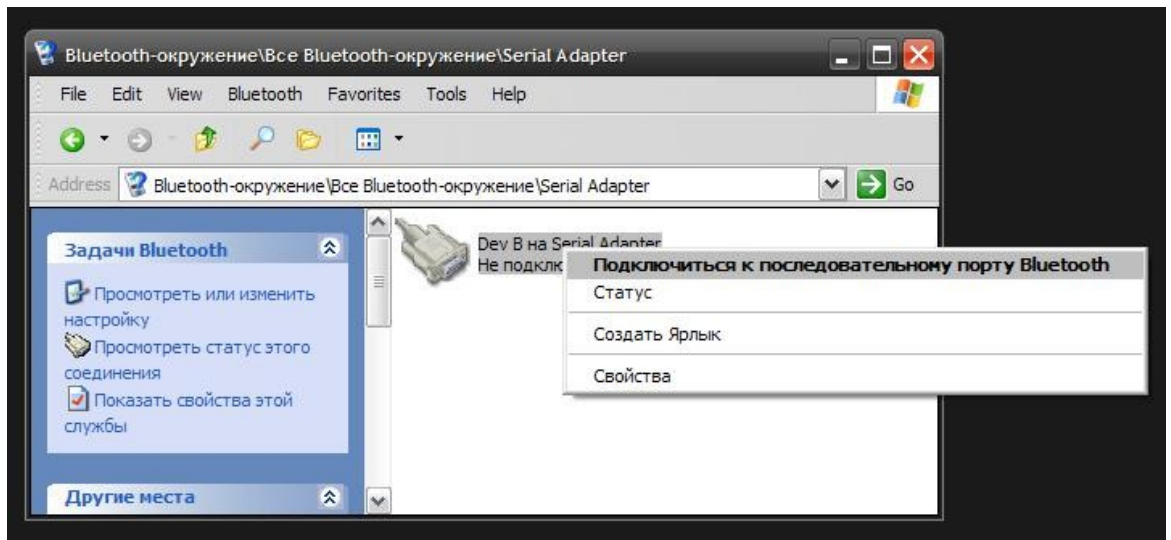 Bluetooth-окружение\Все Bluetooth-окружение\Serial Adapter
File Edit View Bluetooth Favorites Tools Help
Address Bluetooth-окружение\Все Bluetooth-окружение\Serial Adapter Go
Задачи Bluetooth
Просмотреть или изменить
настройку
Просмотреть статус этого
соединения
Показать свойства этой
службы
Другие места
Dev B на Serial Adapter
Не подклю
Подключиться к последовательному порту Bluetooth
Статус
Создать Ярлык
Свойства